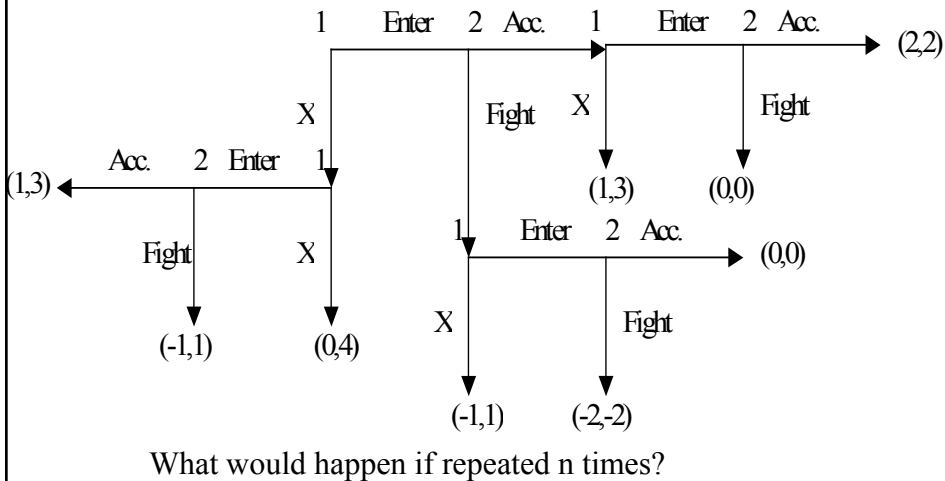 1 Enter 2 Acc. 1 Enter 2 Acc. (2,2)
X Fight X Fight
Acc. 2 Enter 1
(1,3) (1,3) (0,0)
1 Enter 2 Acc. (0,0)
Fight X
X Fight
(-1,1) (0,4)
(-1,1) (-2,-2)
What would happen if repeated n times?